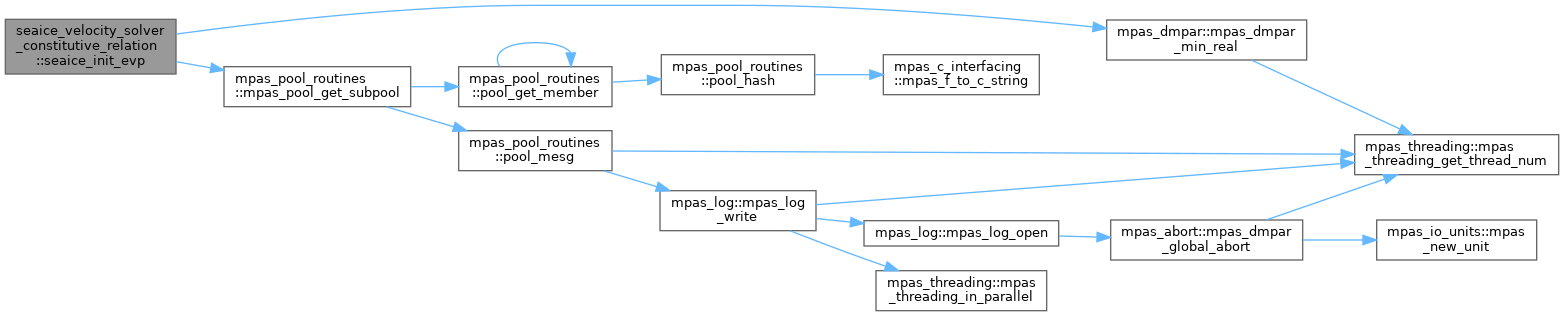 seaice_velocity_solver
_constitutive_relation
::seaice_init_evp
mpas_pool_routines
::mpas_pool_get_subpool
mpas_pool_routines
::pool_get_member
mpas_pool_routines
::pool_hash
mpas_c_interfacing
::mpas_f_to_c_string
mpas_dmpar::mpas_dmpar
_min_real
mpas_pool_routines
::pool_mesg
mpas_threading::mpas
_threading_get_thread_num
mpas_log::mpas_log
_write
mpas_log::mpas_log_open
mpas_abort::mpas_dmpar
_global_abort
mpas_io_units::mpas
_new_unit
mpas_threading::mpas
_threading_in_parallel